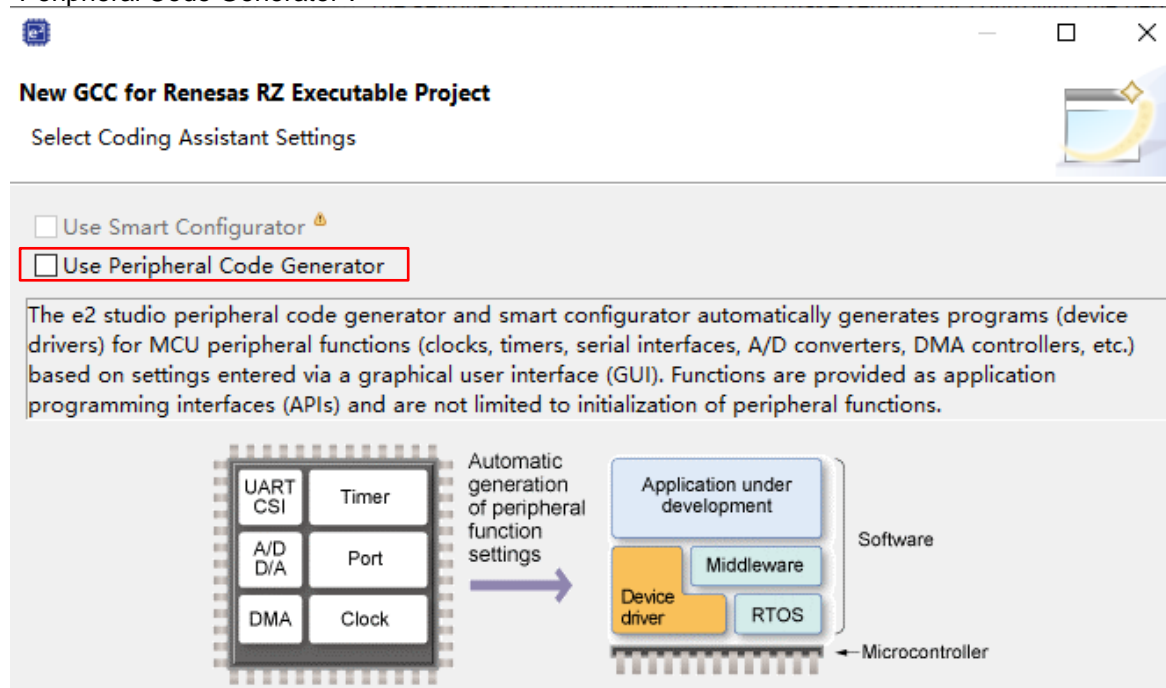 Peripheral Code Generator".
e²
New GCC for Renesas RZ Executable Project
Select Coding Assistant Settings
Use Smart Configurator
Use Peripheral Code Generator
The e2 studio peripheral code generator and smart configurator automatically generates programs (device
drivers) for MCU peripheral functions (clocks, timers, serial interfaces, A/D converters, DMA controllers, etc.)
based on settings entered via a graphical user interface (GUI). Functions are provided as application
programming interfaces (APIs) and are not limited to initialization of peripheral functions.
UART
CSI
Timer
A/D
D/A
Port
DMA
Clock
Automatic
generation
of peripheral
function
settings
Application under
development
Middleware
Device
driver
RTOS
Software
Microcontroller